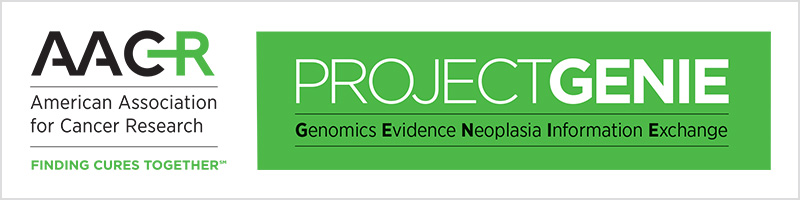 AACR
American Association
for Cancer Research
FINDING CURES TOGETHER℠
PROJECTGENIE
Genomics Evidence Neoplasia Information Exchange